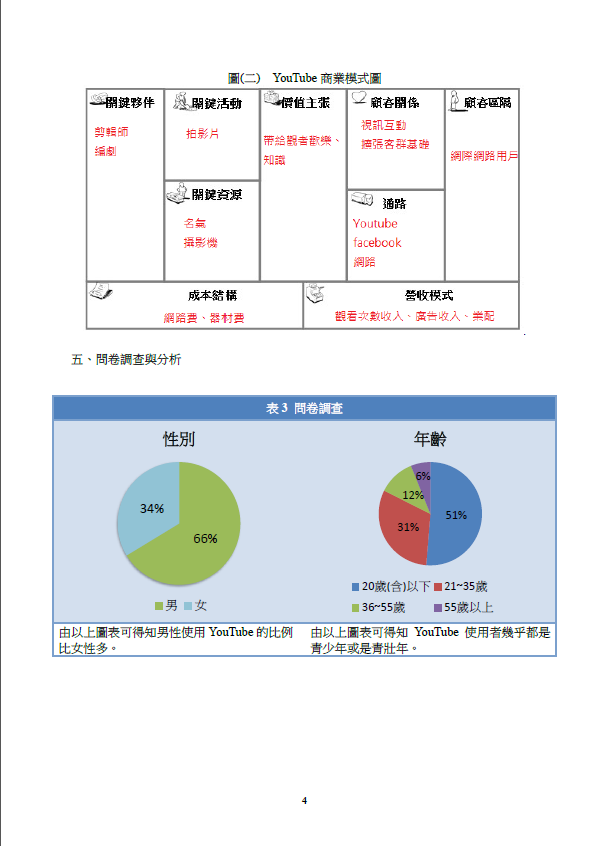 圖(二) YouTube 商業模式圖
關鍵夥伴
剪輯師
編劇
關鍵活動
拍影片
關鍵資源
名氣
攝影機
價值主張
帶給觀者歡樂、
知識
顧客關係
視訊互動
擴張客群基礎
通路
Youtube
facebook
網路
顧客區隔
網際網路用戶
成本結構
網路費、器材費
營收模式
觀看次數收入、廣告收入、業配
五、問卷調查與分析
表 3 問卷調查
性別
34%
66%
男 女
年齡
6%
12%
51%
31%
20歲(含)以下 21~35歲
36~55歲 55歲以上
由以上圖表可得知男性使用 YouTube 的比例
比女性多。
由以上圖表可得知 YouTube 使用者幾乎都是
青少年或是青壯年。
4